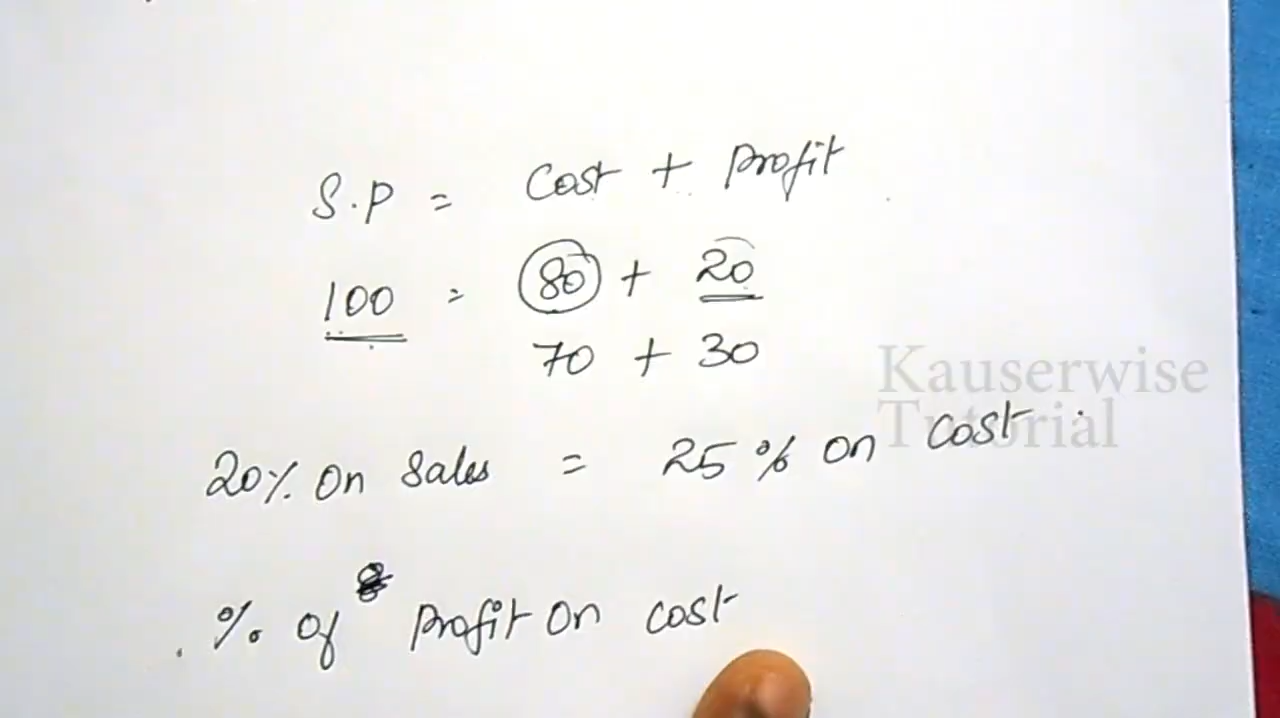 S.P = Cost + Profit
100 = 80 + 20
70 + 30
Kauserwise
Tutorial
20% On Sales = 25% On Cost
% Of Profit On Cost